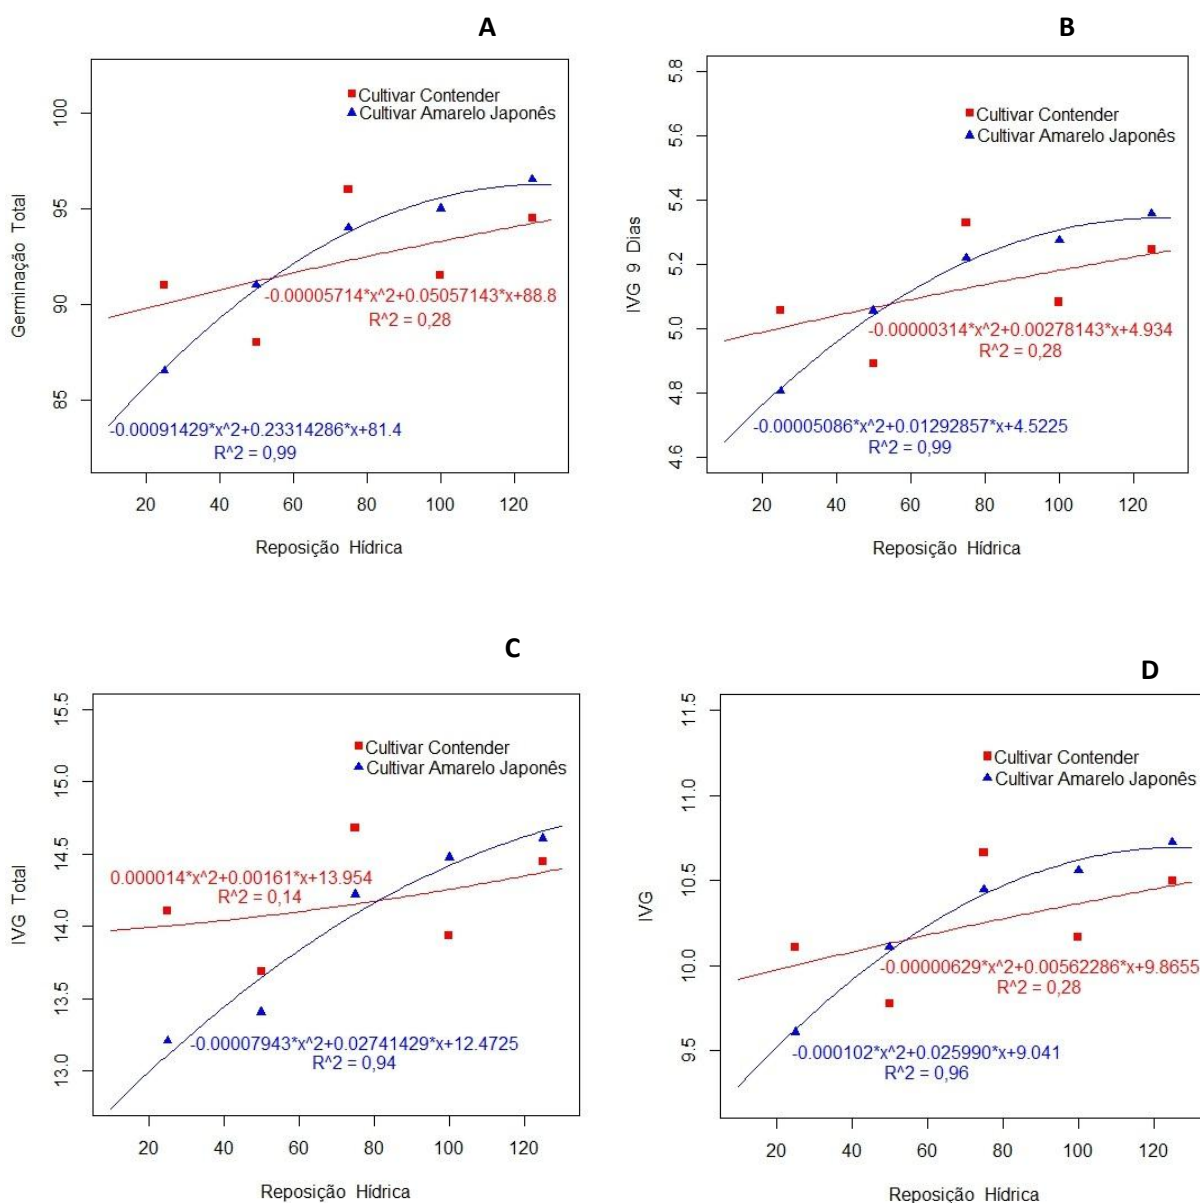 A
Cultivar Contender
Cultivar Amarelo Japonês
Germinação Total
100
95
90
85
-0.00005714*x^2+0.05057143*x+88.8
R^2 = 0,28
-0.00091429*x^2+0.23314286*x+81.4
R^2 = 0,99
20 40 60 80 100 120
Reposição Hídrica
B
Cultivar Contender
Cultivar Amarelo Japonês
IVG 9 Dias
5.8
5.6
5.4
5.2
5.0
4.8
4.6
-0.00000314*x^2+0.00278143*x+4.934
R^2 = 0,28
-0.00005086*x^2+0.01292857*x+4.5225
R^2 = 0,99
20 40 60 80 100 120
Reposição Hídrica
C
Cultivar Contender
Cultivar Amarelo Japonês
IVG Total
15.5
15.0
14.5
14.0
13.5
13.0
0.000014*x^2+0.00161*x+13.954
R^2 = 0,14
-0.00007943*x^2+0.02741429*x+12.4725
R^2 = 0,94
20 40 60 80 100 120
Reposição Hídrica
D
Cultivar Contender
Cultivar Amarelo Japonês
IVG
11.5
11.0
10.5
10.0
9.5
-0.00000629*x^2+0.00562286*x+9.8655
R^2 = 0,28
-0.000102*x^2+0.025990*x+9.041
R^2 = 0,96
20 40 60 80 100 120
Reposição Hídrica